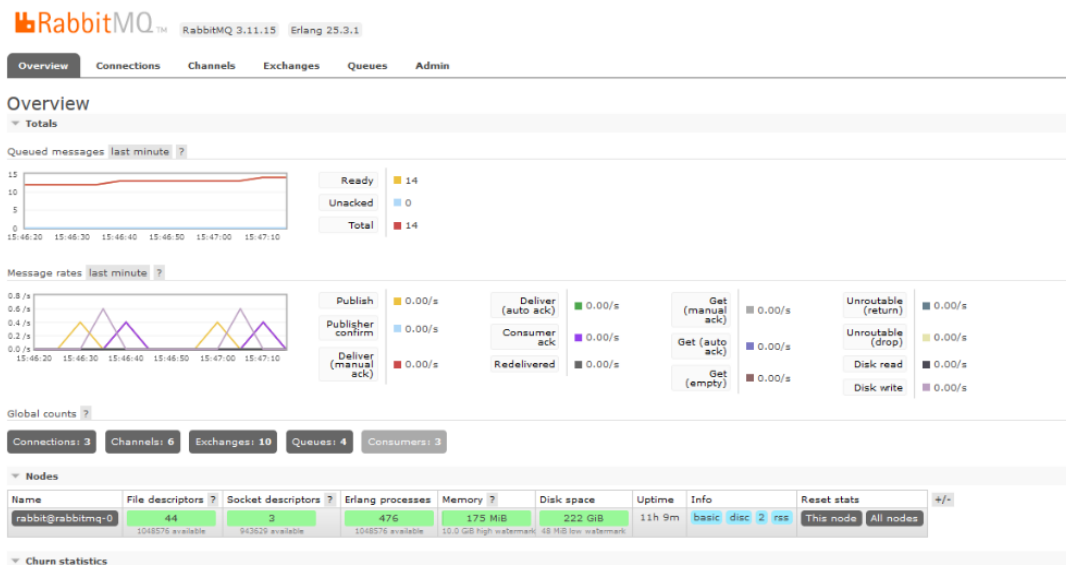 RabbitMQ TM RabbitMQ 3.11.15 Erlang 25.3.1
Overview Connections Channels Exchanges Queues Admin
Overview
Totals
Queued messages last minute ?
15
10
5
0
15:46:20 15:46:30 15:46:40 15:46:50 15:47:00 15:47:10
Ready 14
Unacked 0
Total 14
Message rates last minute ?
0.8 /s
0.6 /s
0.4 /s
0.2 /s
0.0 /s
15:46:20 15:46:30 15:46:40 15:46:50 15:47:00 15:47:10
Publish 0.00/s
Publisher
confirm 0.00/s
Deliver
(manual
ack) 0.00/s
Deliver
(auto ack) 0.00/s
Consumer
ack 0.00/s
Redelivered 0.00/s
Get
(manual
ack) 0.00/s
Get (auto
ack) 0.00/s
Get
(empty) 0.00/s
Unroutable
(return) 0.00/s
Unroutable
(drop) 0.00/s
Disk read 0.00/s
Disk write 0.00/s
Global counts ?
Connections: 3 Channels: 6 Exchanges: 10 Queues: 4 Consumers: 3
Nodes
Name File descriptors ? Socket descriptors ? Erlang processes Memory ? Disk space Uptime Info Reset stats +/-
rabbit@rabbitmq-0 44 3 476 175 MiB 222 GiB 11h 9m basic disc 2 rss This node All nodes
1048576 available 943629 available 1048576 available 10.0 GiB high watermark 48 MiB low watermark
Churn statistics